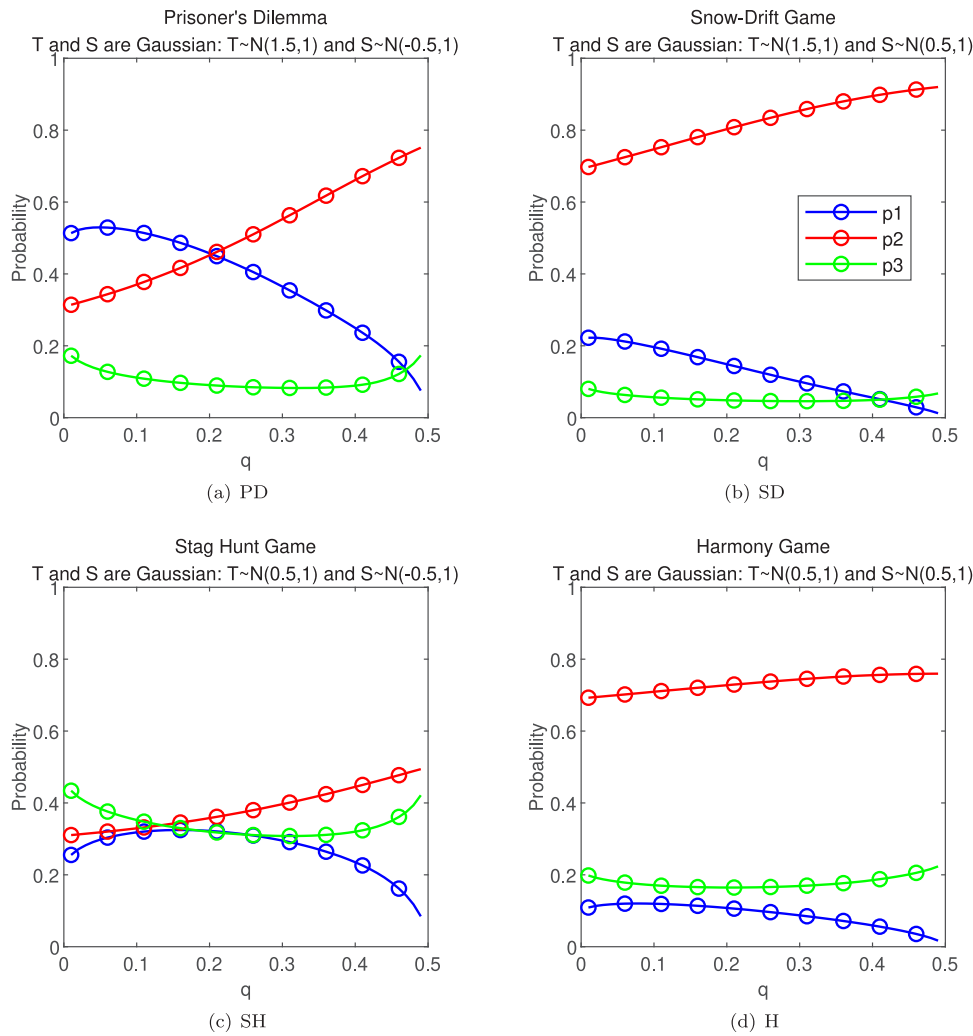 Prisoner's Dilemma
T and S are Gaussian: T~N(1.5,1) and S~N(-0.5,1)
1
0.8
0.6
0.4
0.2
0
Probability
0 0.1 0.2 0.3 0.4 0.5
q
(a) PD
Snow-Drift Game
T and S are Gaussian: T~N(1.5,1) and S~N(0.5,1)
1
0.8
0.6
0.4
0.2
0
Probability
p1
p2
p3
0 0.1 0.2 0.3 0.4 0.5
q
(b) SD
Stag Hunt Game
T and S are Gaussian: T~N(0.5,1) and S~N(-0.5,1)
1
0.8
0.6
0.4
0.2
0
Probability
0 0.1 0.2 0.3 0.4 0.5
q
(c) SH
Harmony Game
T and S are Gaussian: T~N(0.5,1) and S~N(0.5,1)
1
0.8
0.6
0.4
0.2
0
Probability
0 0.1 0.2 0.3 0.4 0.5
q
(d) H